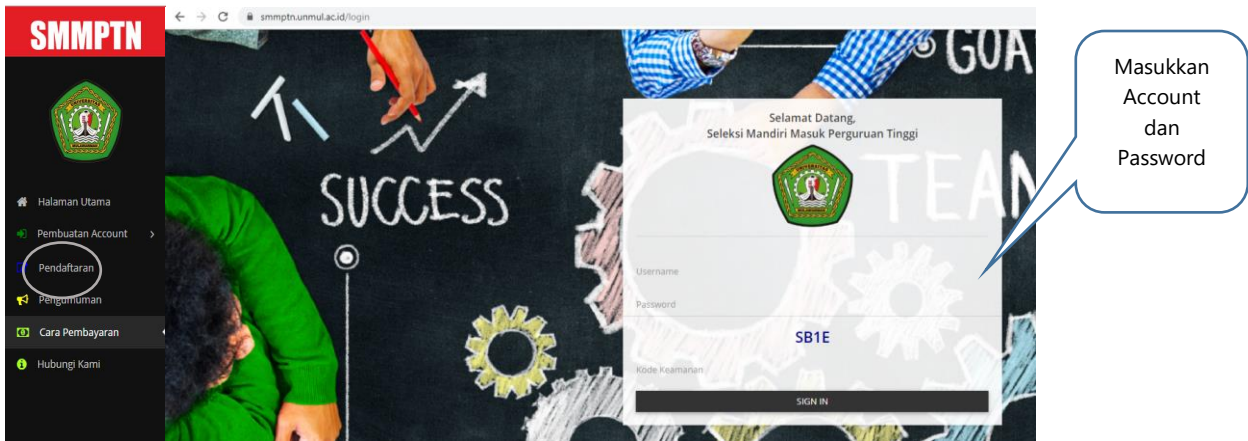 SMMPTN
Halaman Utama
Pembuatan Account
Pendaftaran
Pengumuman
Cara Pembayaran
Hubungi Kami
smmptn.unmul.ac.id/login
SUCCESS
GOA
TEAM
Selamat Datang,
Seleksi Mandiri Masuk Perguruan Tinggi
Username
Password
SB1E
Kode Keamanan
SIGN IN
Masukkan
Account
dan
Password